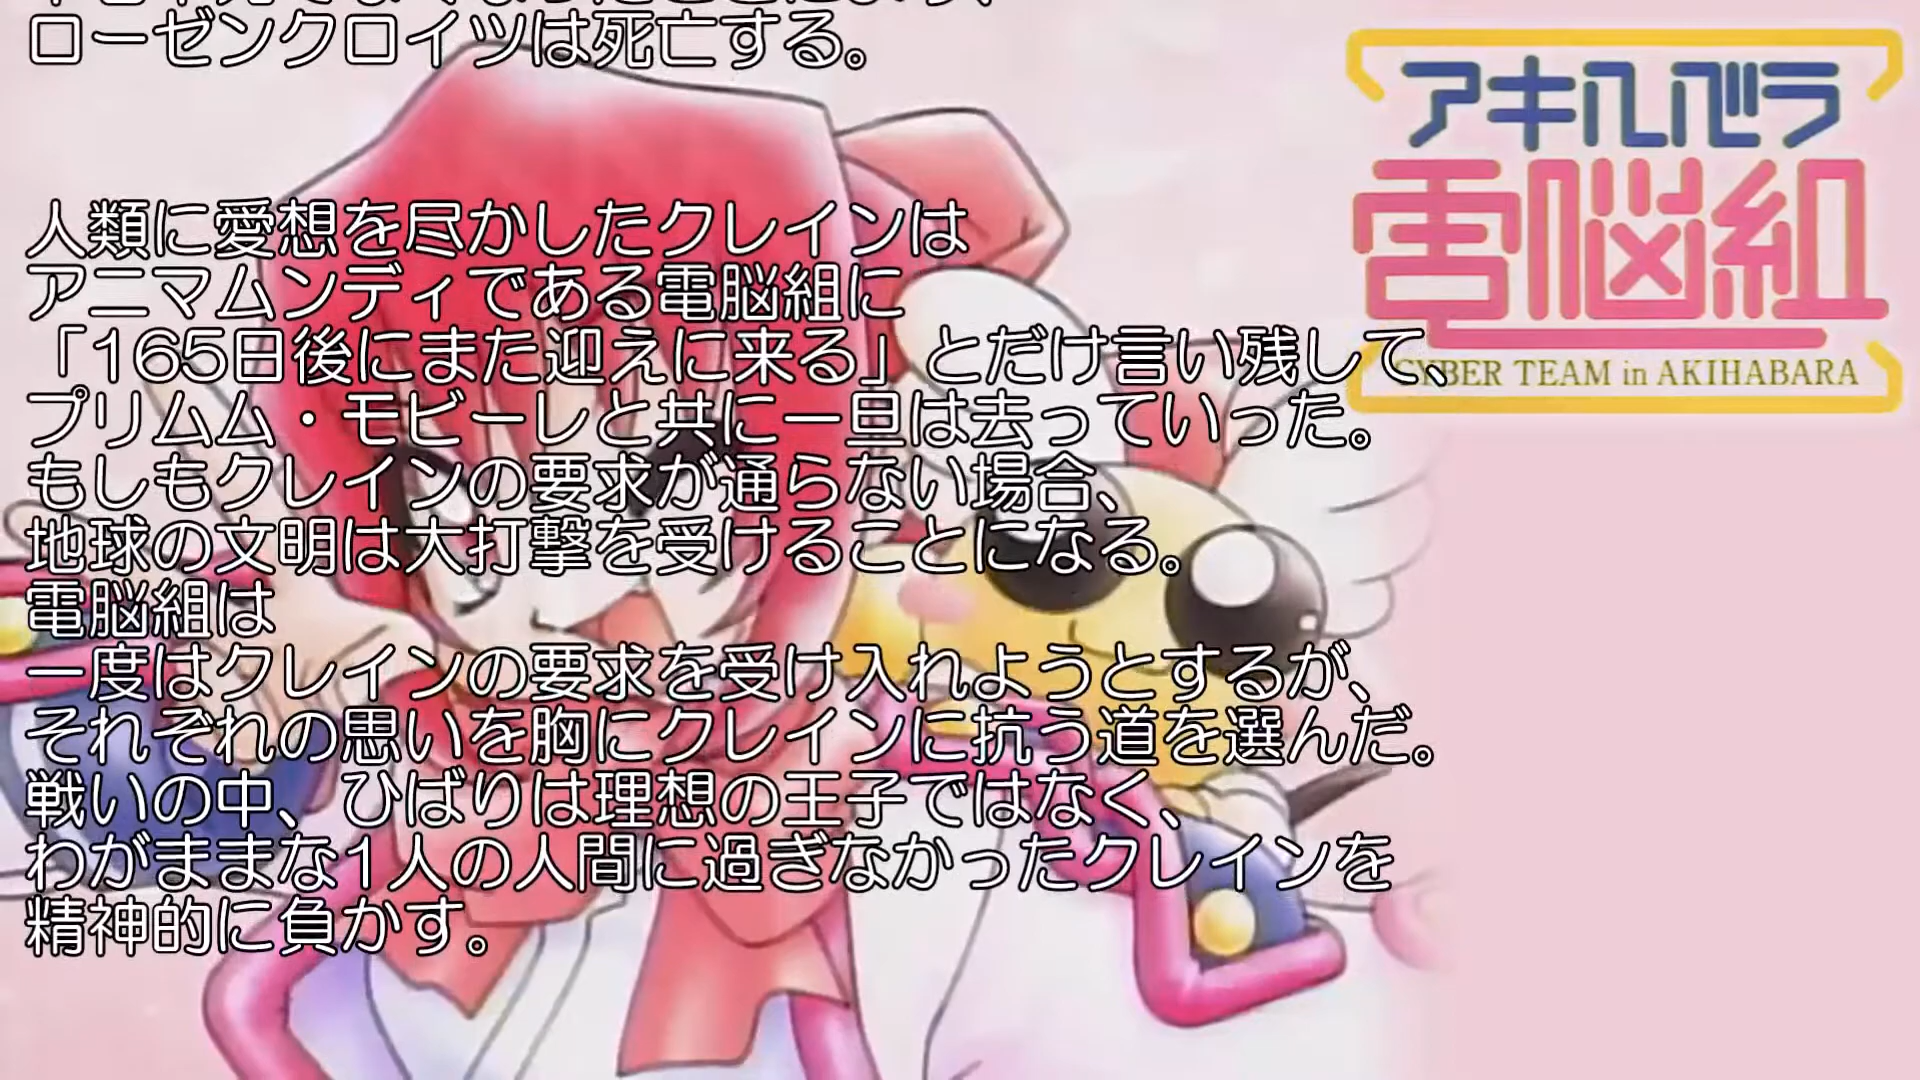 ローゼンクロイツは死亡する。
人類に愛想を尽かしたクレインは
アニマムンディである電脳組に
「165日後にまた迎えに来る」とだけ言い残して、
プリムム・モビーレと共に一旦は去っていった。
もしもクレインの要求が通らない場合、
地球の文明は大打撃を受けることになる。
電脳組は
一度はクレインの要求を受け入れようとするが、
それぞれの思いを胸にクレインに抗う道を選んだ。
戦いの中、ひばりは理想の王子ではなく、
わがままな1人の人間に過ぎなかったクレインを
精神的に負かす。
アキハバラ
電脳組
CYBER TEAM in AKIHABARA